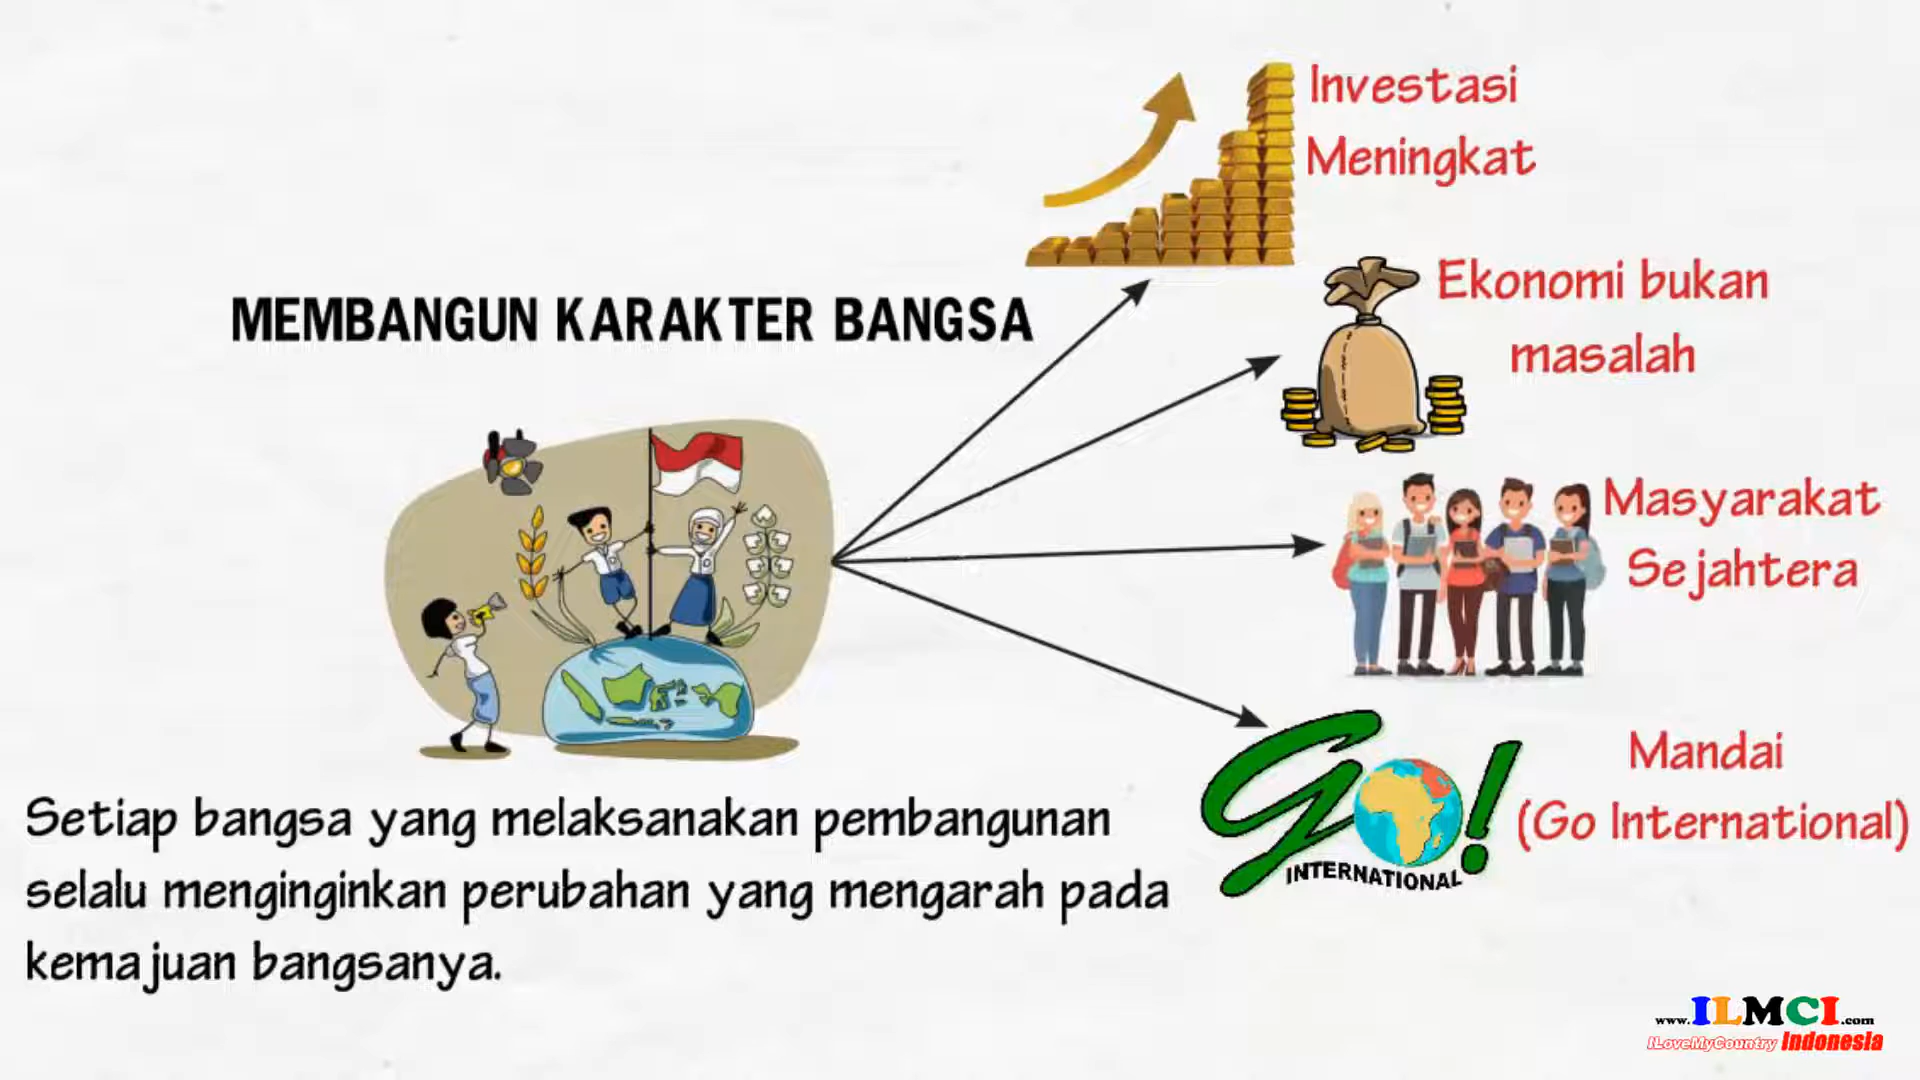 MEMBANGUN KARAKTER BANGSA
Investasi
Meningkat
Ekonomi bukan
masalah
Masyarakat
Sejahtera
Mandai
(Go International)
GO!
INTERNATIONAL
Setiap bangsa yang melaksanakan pembangunan
selalu menginginkan perubahan yang mengarah pada
kemajuan bangsanya.
www.ILMCI.com
ILoveMyCountry Indonesia